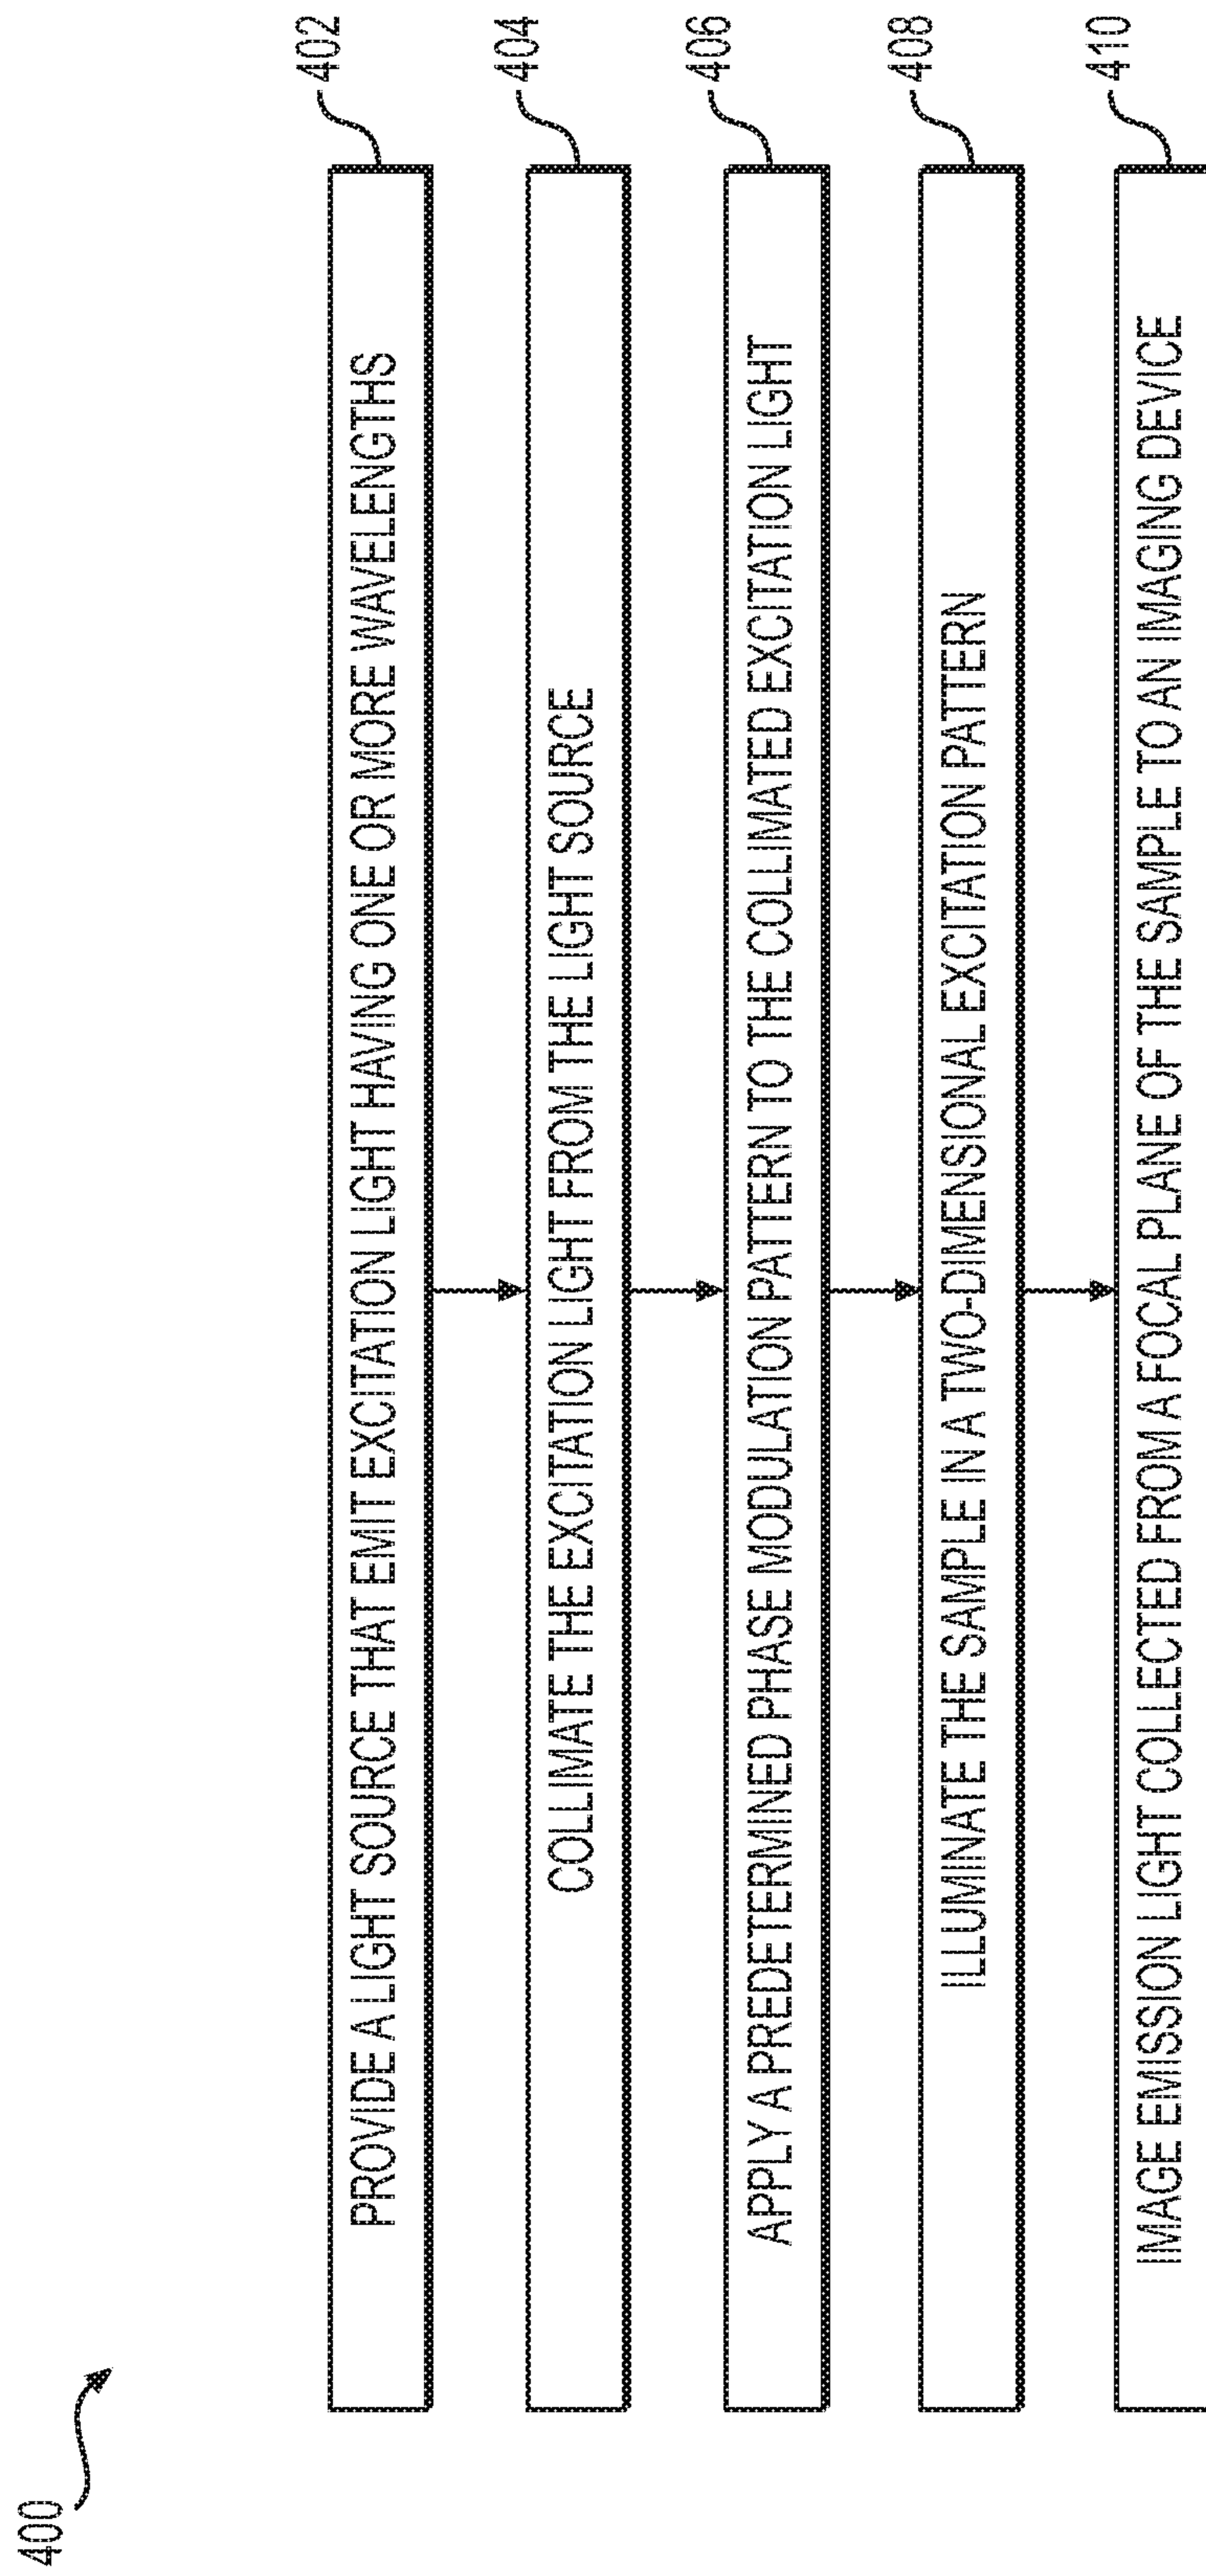 400
PROVIDE A LIGHT SOURCE THAT EMIT EXCITATION LIGHT HAVING ONE OR MORE WAVELENGTHS
402
COLLIMATE THE EXCITATION LIGHT FROM THE LIGHT SOURCE
404
APPLY A PREDETERMINED PHASE MODULATION PATTERN TO THE COLLIMATED EXCITATION LIGHT
406
ILLUMINATE THE SAMPLE IN A TWO-DIMENSIONAL EXCITATION PATTERN
408
IMAGE EMISSION LIGHT COLLECTED FROM A FOCAL PLANE OF THE SAMPLE TO AN IMAGING DEVICE
410